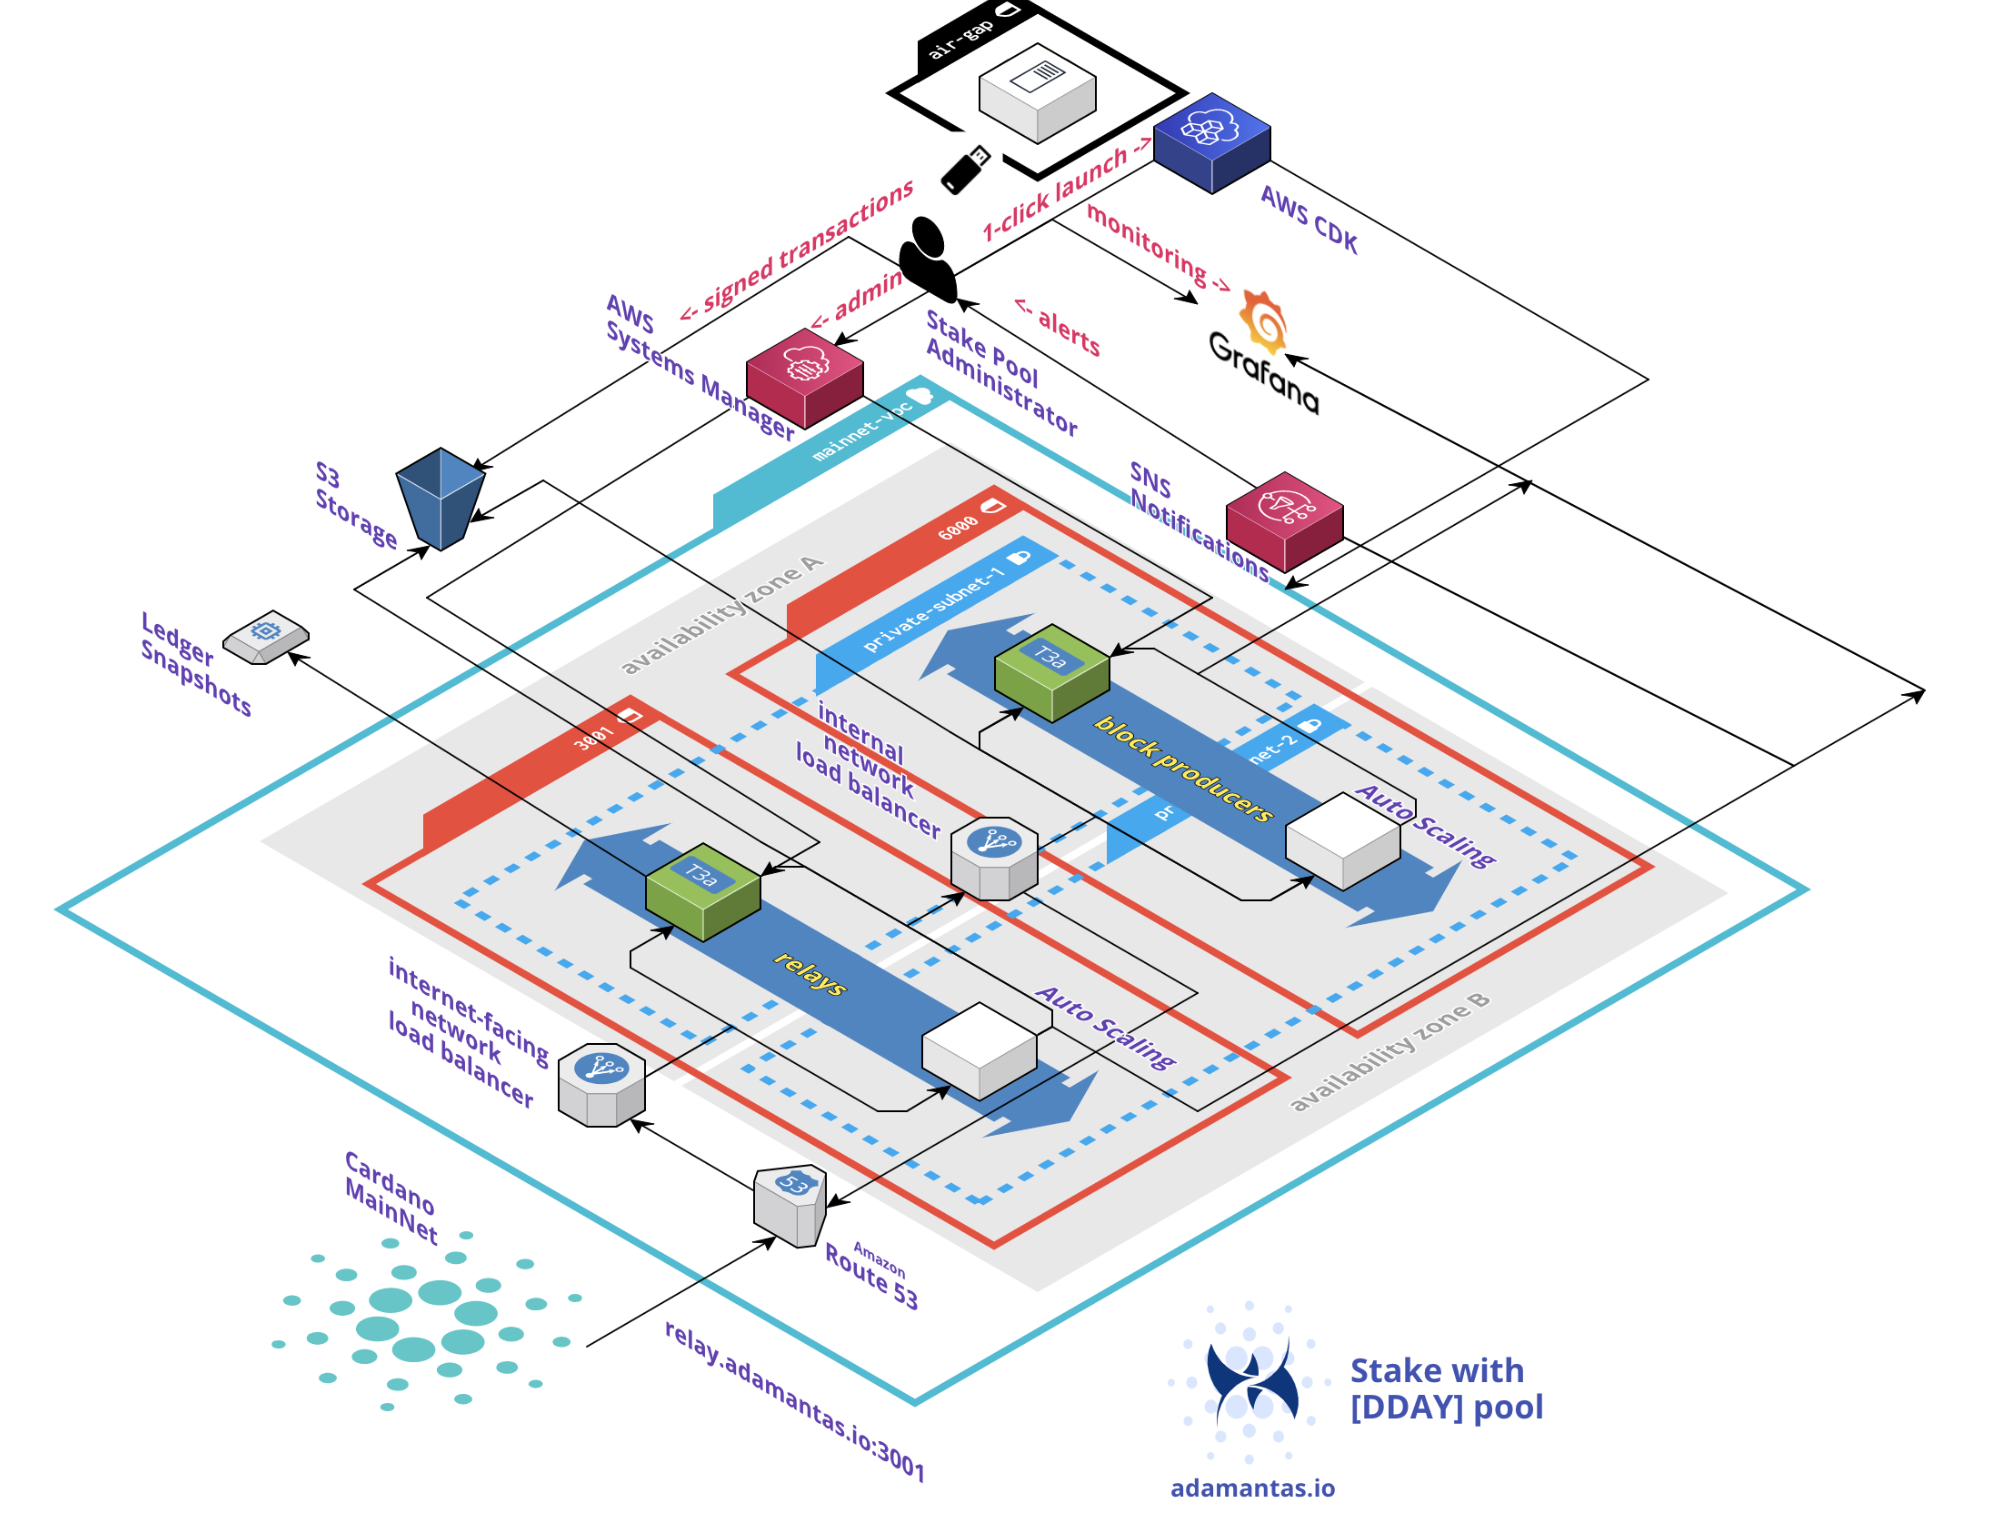 air-gap
<- signed transactions
1-click launch ->
AWS CDK
monitoring ->
<- admin
<- alerts
Grafana
AWS
Systems Manager
Stake Pool
Administrator
mainnet-vpc
S3
Storage
SNS
Notifications
6000
availability zone A
private-subnet-1
Ledger
Snapshots
T3a
3001
internal
network
load balancer
block producers
net-2
pr
Auto Scaling
T3a
relays
Auto Scaling
internet-facing
network
load balancer
availability zone B
53
Cardano
MainNet
Amazon
Route 53
relay.adamantas.io:3001
Stake with
[DDAY] pool
adamantas.io